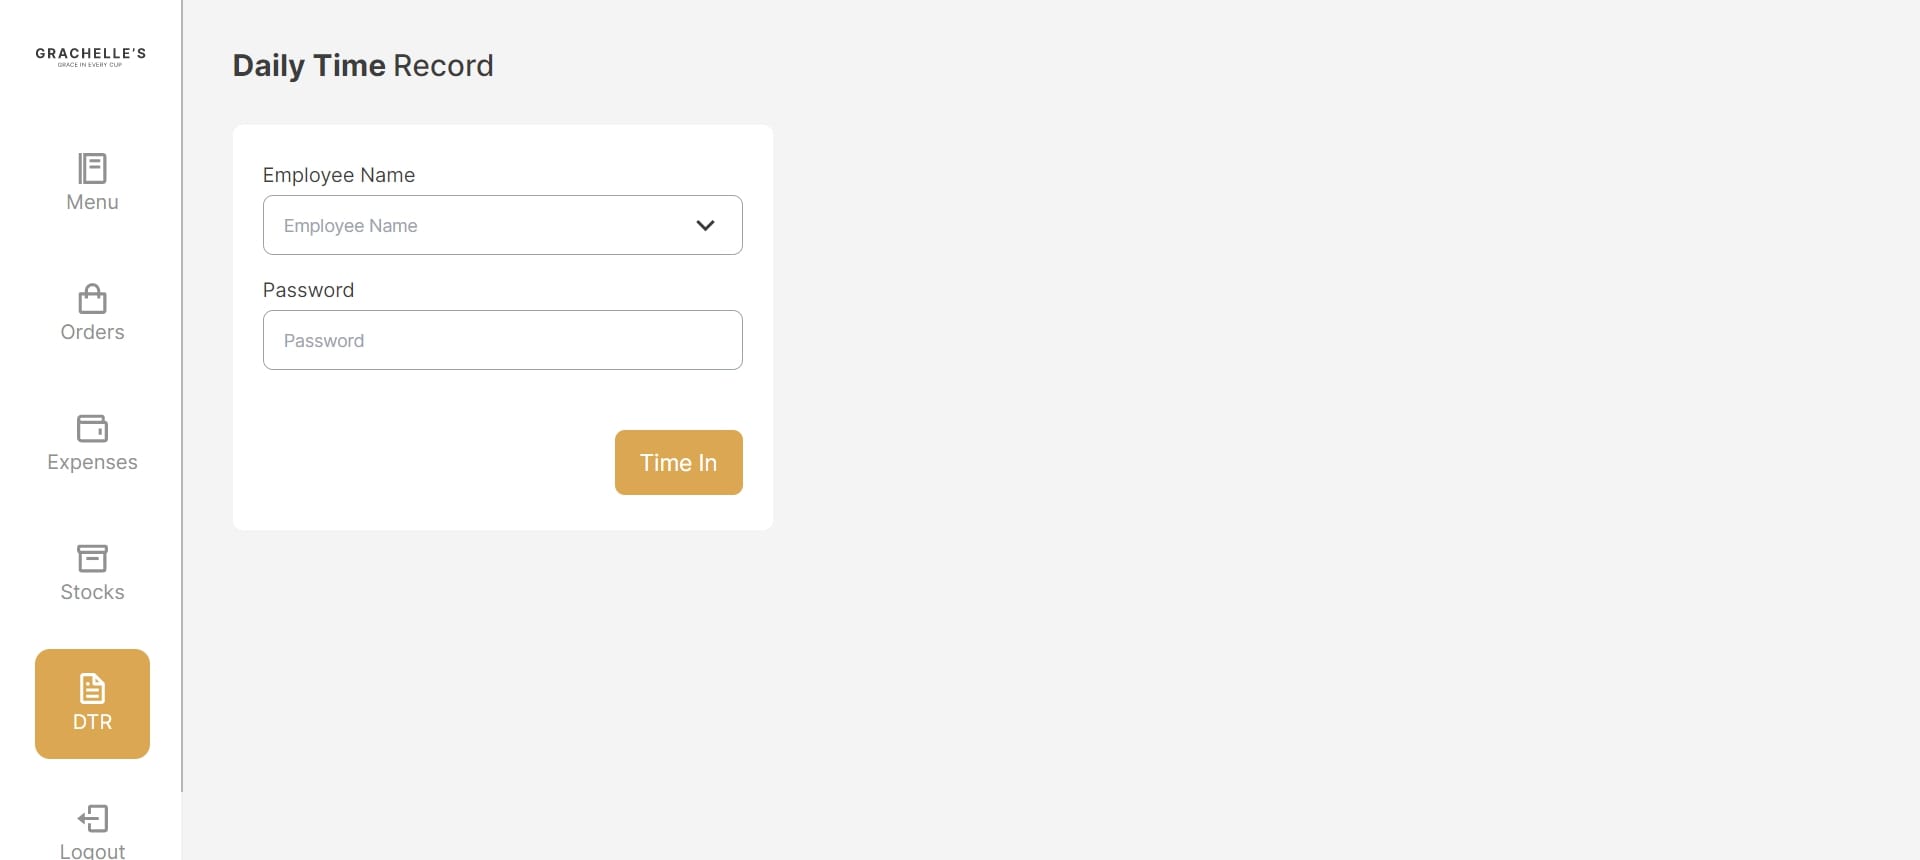 GRACHELLE'S
GRACE IN EVERY CUP
Menu
Orders
Expenses
Stocks
DTR
Logout
Daily Time Record
Employee Name
Employee Name
Password
Password
Time In